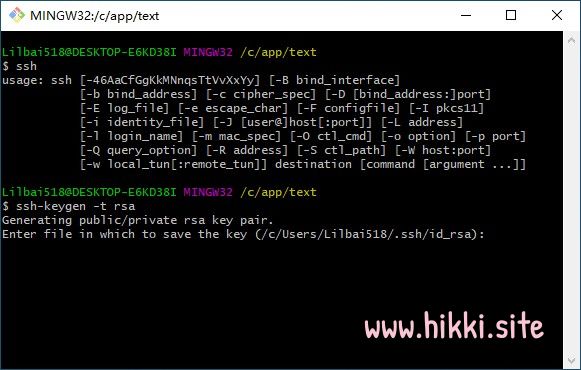 MINGW32:/c/app/text
Lilbai518@DESKTOP-E6KD38I MINGW32 /c/app/text
$ ssh
usage: ssh [-46AaCfGgKkMNnqsTtVvXxYy] [-B bind_interface]
           [-b bind_address] [-c cipher_spec] [-D [bind_address:]port]
           [-E log_file] [-e escape_char] [-F configfile] [-I pkcs11]
           [-i identity_file] [-J [user@]host[:port]] [-L address]
           [-l login_name] [-m mac_spec] [-O ctl_cmd] [-o option] [-p port]
           [-Q query_option] [-R address] [-S ctl_path] [-W host:port]
           [-w local_tun[:remote_tun]] destination [command [argument ...]]
Lilbai518@DESKTOP-E6KD38I MINGW32 /c/app/text
$ ssh-keygen -t rsa
Generating public/private rsa key pair.
Enter file in which to save the key (/c/Users/Lilbai518/.ssh/id_rsa):
www.hikki.site